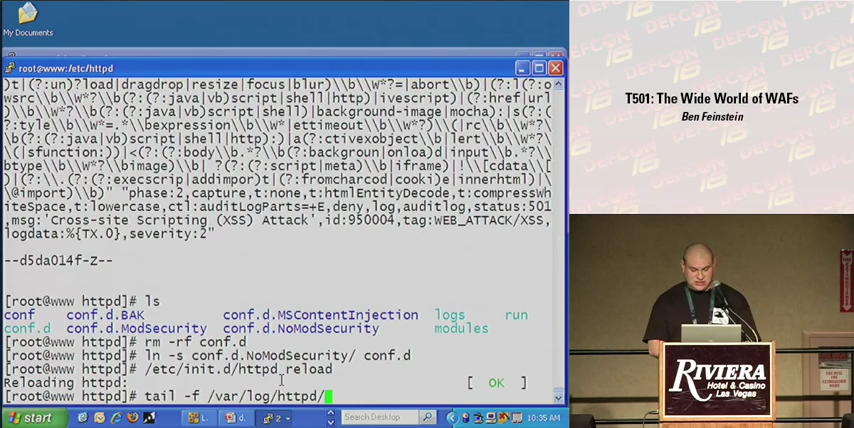 My Documents
root@www:/etc/httpd
)t|(?:un)?load|dragdrop|resize|focus|blur)\\b\\w*?=|abort\\b)|(?:l(?:o
wsrc\\b\\w*?\\b(?:(?:java|vb)script|shell|http)|ivescript)|(?:href|url
)\\b\\w*?\\b(?:(?:java|vb)script|shell)|background-image|mocha):|s(?:(
?:tyle\\b\\w*=.*\\bexpression\\b\\w*|ettimeout\\b\\w*?)\\(|rc\\b\\w*?\
\b(?:(?:java|vb)script|shell|http):)|a(?:ctivexobject\\b|lert\\b\\w*?\
\(|sfunction:))|<(?:(?:body\\b.*?\\b(?:backgroun|onloa)d|input\\b.*?\\
btype\\b\\w*?\\bimage)\\b| ?(?:(?:script|meta)\\b|iframe)|!\\[cdata\\[
)|(?:\\.(?:(?:execscrip|addimpor)t|(?:fromcharcod|cooki)e|innerhtml)|\
\@import)\\b)" "phase:2,capture,t:none,t:htmlEntityDecode,t:compressWhi
teSpace,t:lowercase,ctl:auditLogParts=+E,deny,log,auditlog,status:501
,msg:'Cross-site Scripting (XSS) Attack',id:950004,tag:WEB_ATTACK/XSS,
logdata:%{TX.0},severity:2"
--d5da014f-z--
[root@www httpd]# ls
conf conf.d.BAK conf.d.MSContentInjection logs run
conf.d conf.d.ModSecurity conf.d.NoModSecurity modules
[root@www httpd]# rm -rf conf.d
[root@www httpd]# ln -s conf.d.NoModSecurity/ conf.d
[root@www httpd]# /etc/init.d/httpd reload
Reloading httpd: [ OK ]
[root@www httpd]# tail -f /var/log/httpd/
start
L.
d.
2
Search Desktop
10:35 AM
DEFCON 16
T501: The Wide World of WAFs
Ben Feinstein
RIVIERA
Hotel & Casino
Las Vegas